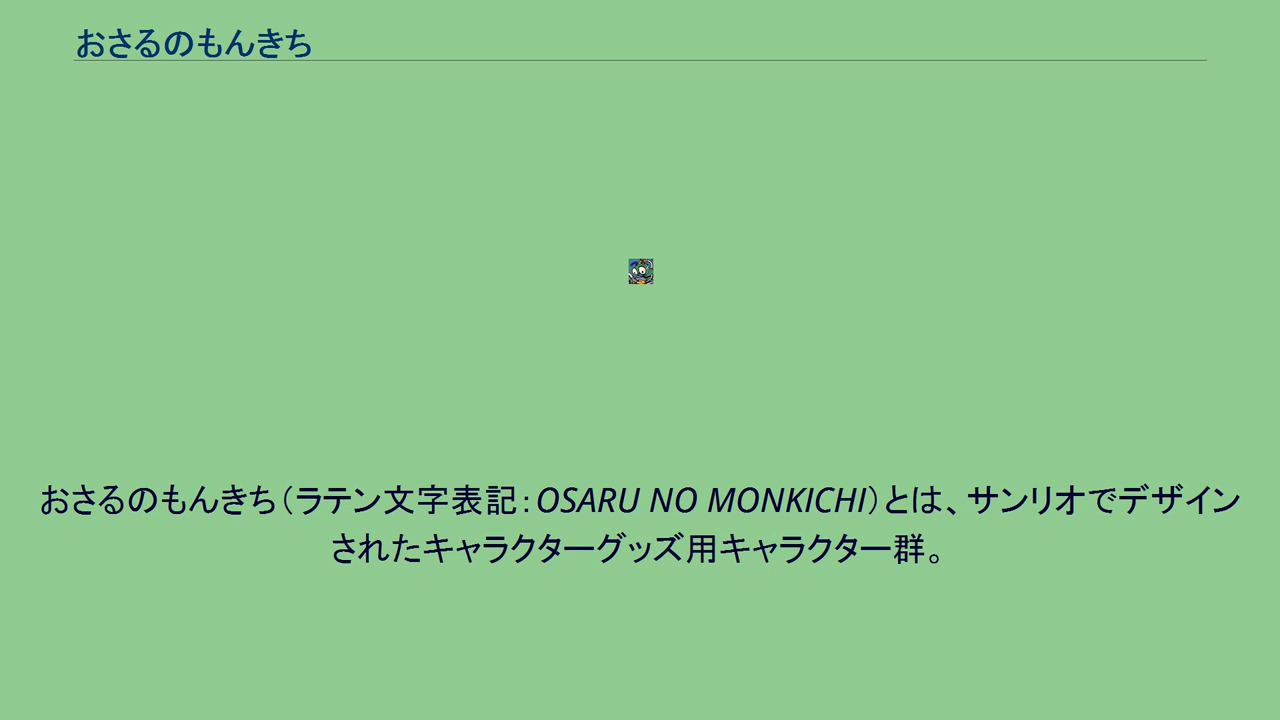 おさるのもんきち
おさるのもんきち（ラテン文字表記：OSARU NO MONKICHI）とは、サンリオでデザイン
されたキャラクターグッズ用キャラクター群。